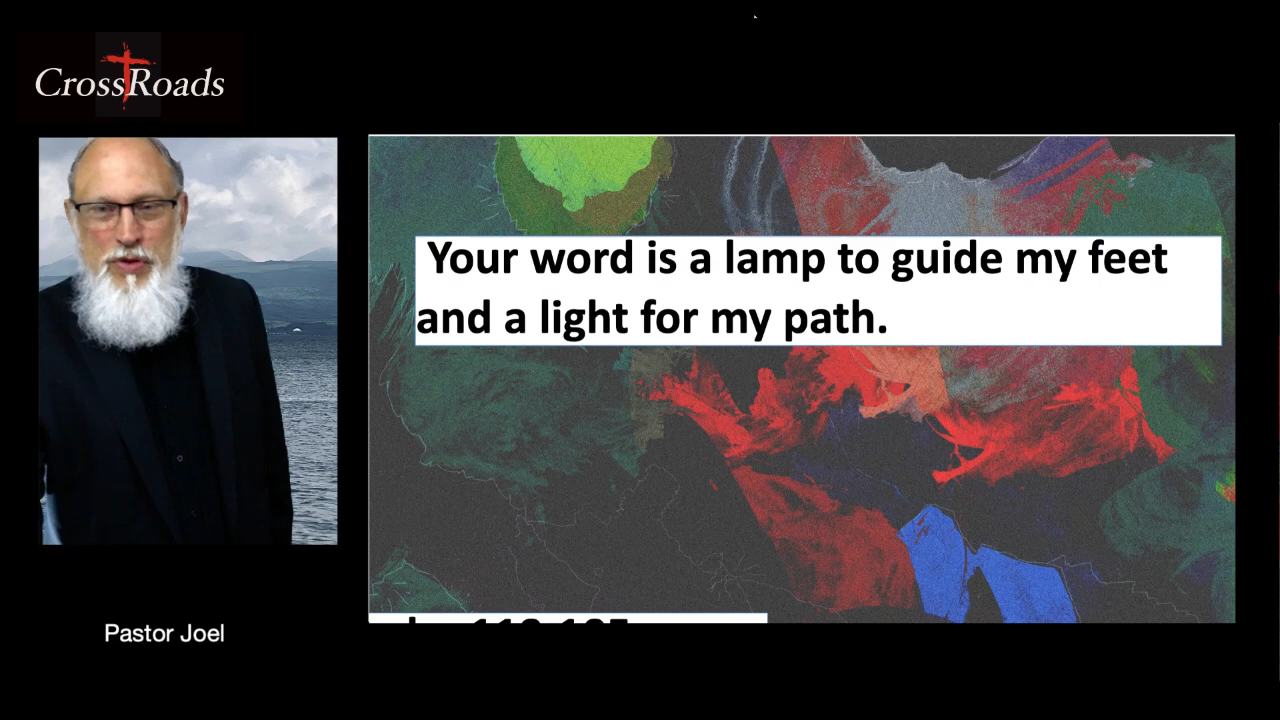 CrossRoads
Your word is a lamp to guide my feet
and a light for my path.
Pastor Joel